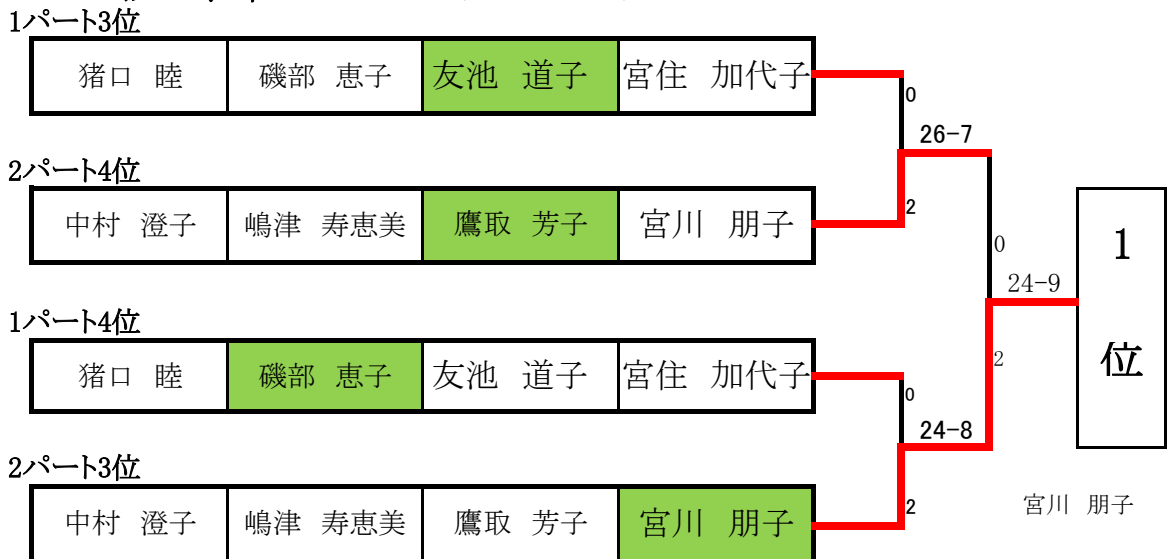 1パート3位
猪口 睦 磯部 恵子 友池 道子 宮住 加代子
0
26-7
2パート4位
2
中村 澄子 嶋津 寿恵美 鷹取 芳子 宮川 朋子
0
24-9
1
位
1パート4位
2
猪口 睦 磯部 恵子 友池 道子 宮住 加代子
0
24-8
2パート3位
2
中村 澄子 嶋津 寿恵美 鷹取 芳子 宮川 朋子
宮川 朋子